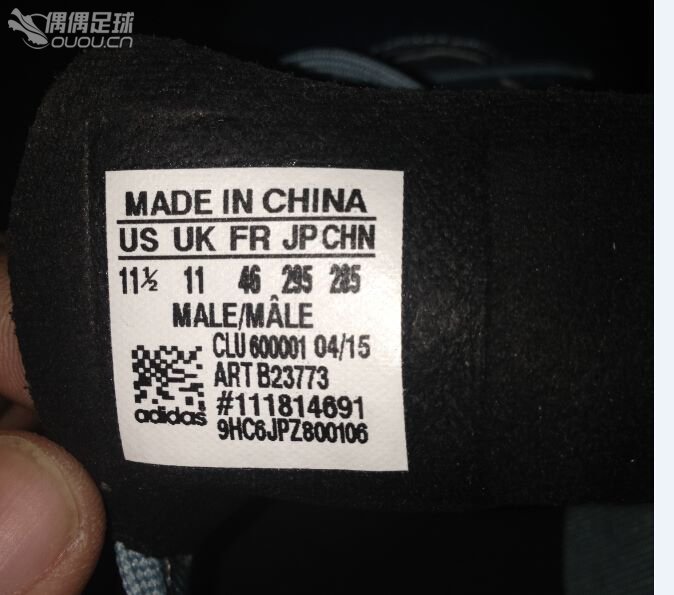 偶偶足球
OUOU.CN
MADE IN CHINA
US UK FR JP CHN
11½ 11 46 295 285
MALE/MÂLE
CLU 600001 04/15
ART B23773
#111814691
adidas
9HC6JPZ800106